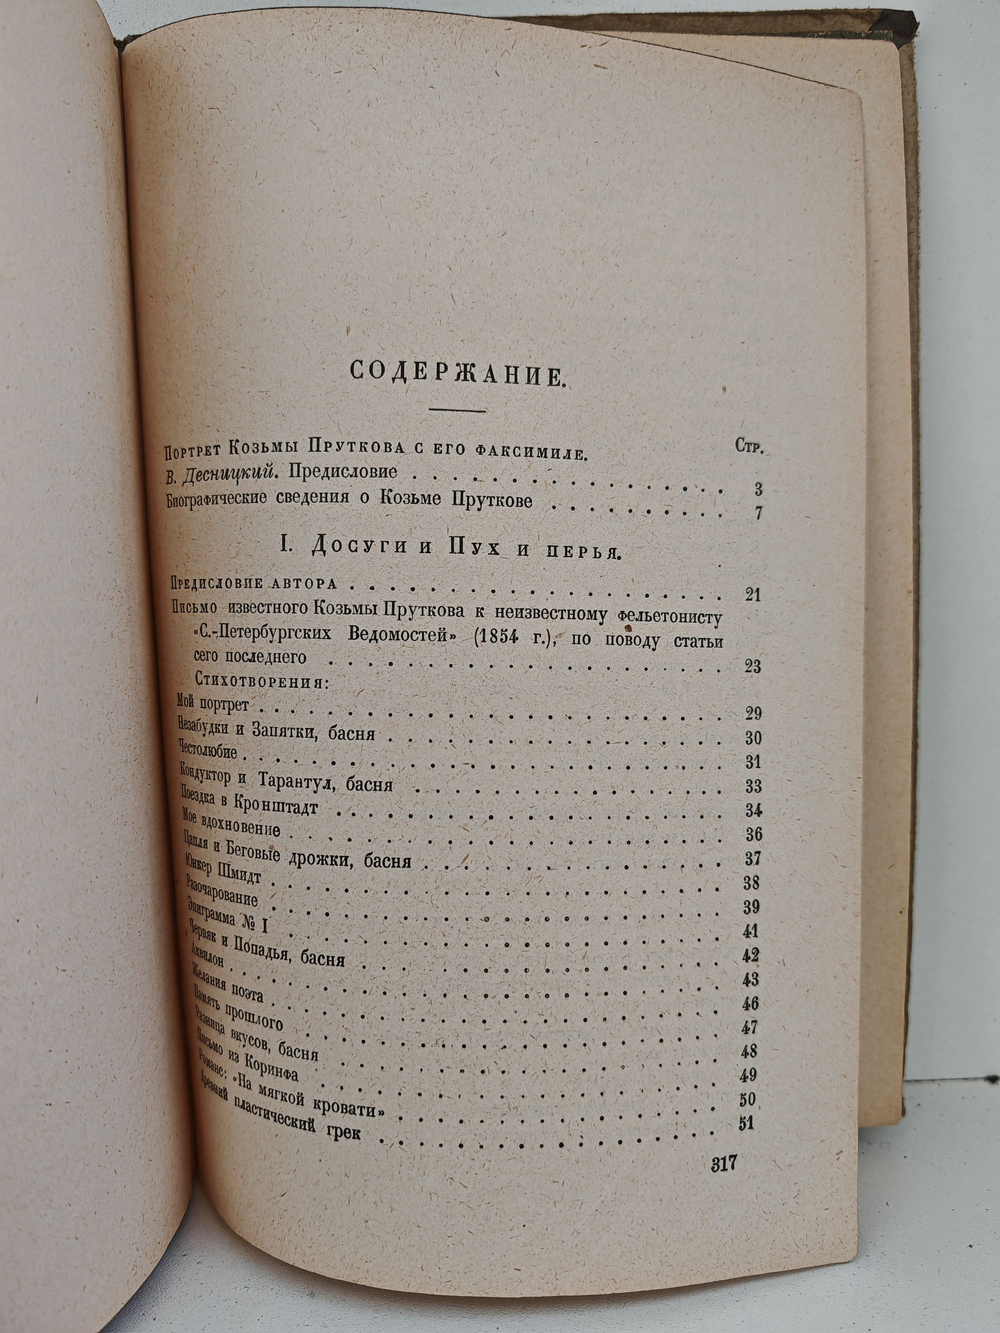 СОДЕРЖАНИЕ.
Стр.
Портрет Козьмы Пруткова с его факсимиле.
В. Десницкий. Предисловие . . . . . . . . . . . . . . . 3
Биографические сведения о Козьме Пруткове . . . . . . . . . . 7
I. Досуги и Пух и перья.
Предисловие автора . . . . . . . . . . . . . . . . . 21
Письмо известного Козьмы Пруткова к неизвестному фельетонисту
«С.-Петербургских Ведомостей» (1854 г.), по поводу статьи
сего последнего . . . . . . . . . . . . . . . . . . 23
Стихотворения:
Мой портрет . . . . . . . . . . . . . . . . . . . . 29
Незабудки и Запятки, басня . . . . . . . . . . . . . . . 30
Честолюбие . . . . . . . . . . . . . . . . . . . . . 31
Кондуктор и Тарантул, басня . . . . . . . . . . . . . . 33
Поездка в Кронштадт . . . . . . . . . . . . . . . . . 34
Мое вдохновение . . . . . . . . . . . . . . . . . . . 36
Цапля и Беговые дрожки, басня . . . . . . . . . . . . . 37
Юнкер Шмидт . . . . . . . . . . . . . . . . . . . . 38
Разочарование . . . . . . . . . . . . . . . . . . . . 39
Эпиграмма № I . . . . . . . . . . . . . . . . . . . 41
Червяк и Попадья, басня . . . . . . . . . . . . . . . . 42
Аквилон . . . . . . . . . . . . . . . . . . . . . . 43
Желания поэта . . . . . . . . . . . . . . . . . . . . 46
Память прошлого . . . . . . . . . . . . . . . . . . . 47
Разница вкусов, басня . . . . . . . . . . . . . . . . . 48
Письмо из Коринфа . . . . . . . . . . . . . . . . . . 49
Романс: «На мягкой кровати» . . . . . . . . . . . . . . 50
Древний пластический грек . . . . . . . . . . . . . . . 51
317